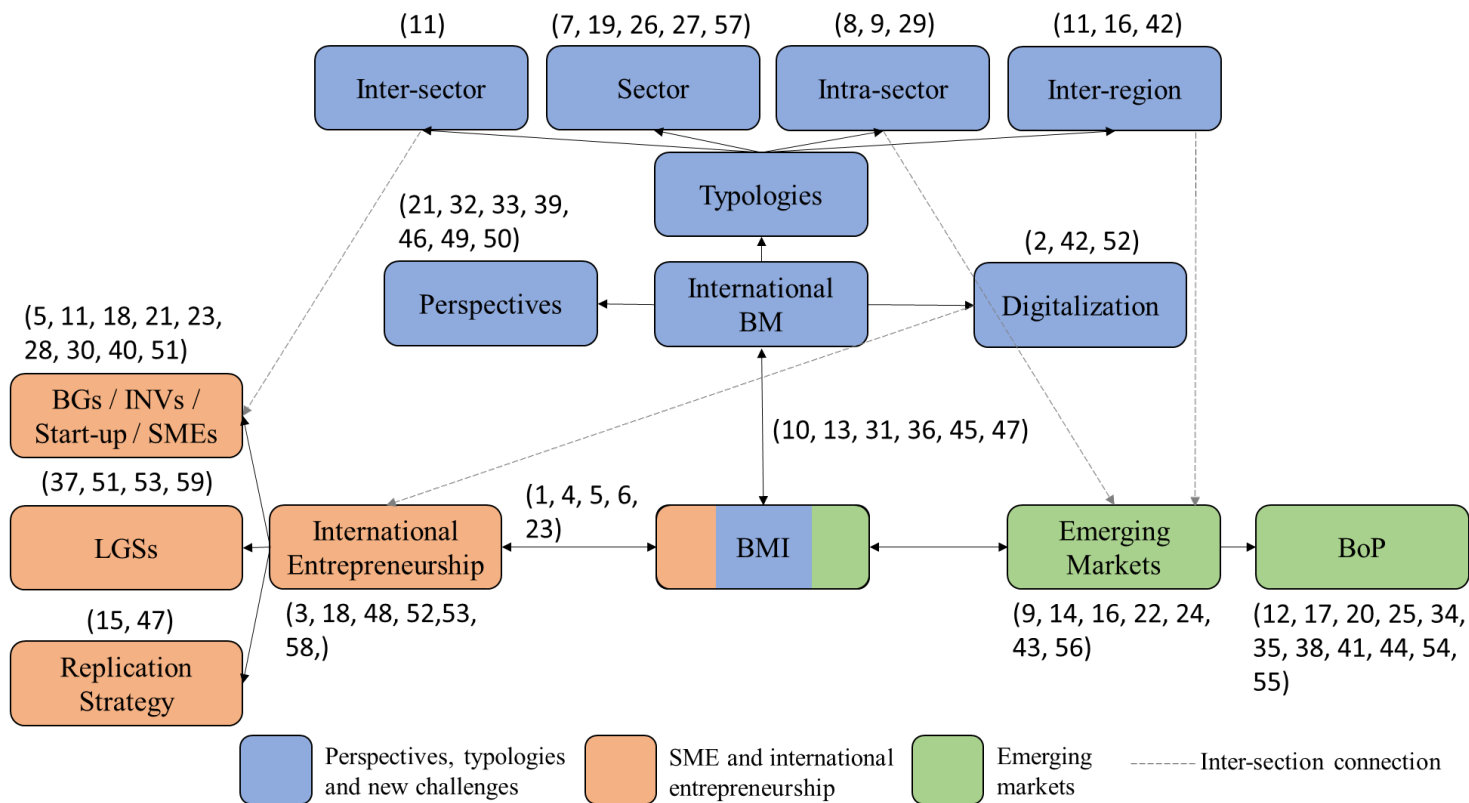 (11)
(7, 19, 26, 27, 57)
(8, 9, 29)
(11, 16, 42)
Inter-sector
Sector
Intra-sector
Inter-region
Typologies
(21, 32, 33, 39,
46, 49, 50)
(2, 42, 52)
Perspectives
International
BM
Digitalization
(5, 11, 18, 21, 23,
28, 30, 40, 51)
BGs / INVs /
Start-up / SMEs
(10, 13, 31, 36, 45, 47)
(37, 51, 53, 59)
(1, 4, 5, 6,
23)
LGSs
International
Entrepreneurship
BMI
Emerging
Markets
BoP
(3, 18, 48, 52,53,
58,)
(9, 14, 16, 22, 24,
43, 56)
(12, 17, 20, 25, 34,
35, 38, 41, 44, 54,
55)
(15, 47)
Replication
Strategy
Perspectives, typologies
and new challenges
SME and international
entrepreneurship
Emerging
markets
Inter-section connection